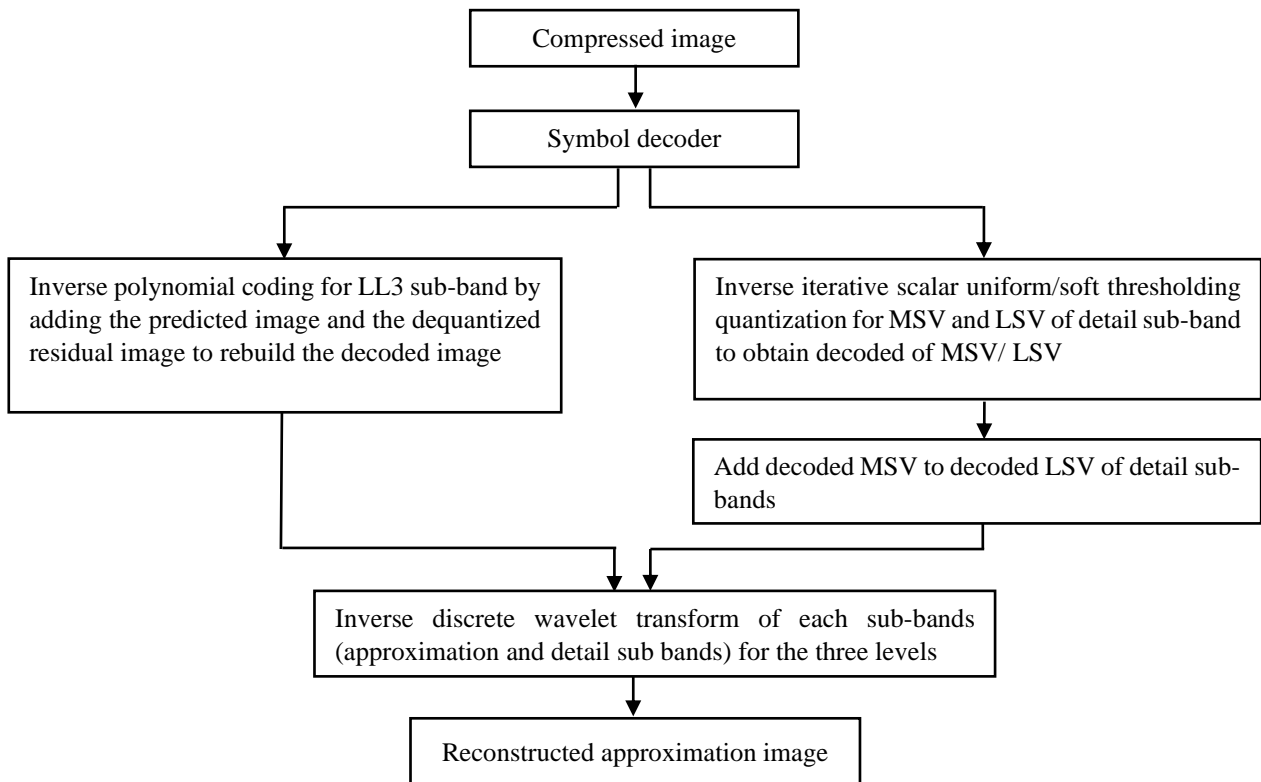 Compressed image
Symbol decoder
Inverse polynomial coding for LL3 sub-band by
adding the predicted image and the dequantized
residual image to rebuild the decoded image
Inverse iterative scalar uniform/soft thresholding
quantization for MSV and LSV of detail sub-band
to obtain decoded of MSV/ LSV
Add decoded MSV to decoded LSV of detail sub-
bands
Inverse discrete wavelet transform of each sub-bands
(approximation and detail sub bands) for the three levels
Reconstructed approximation image